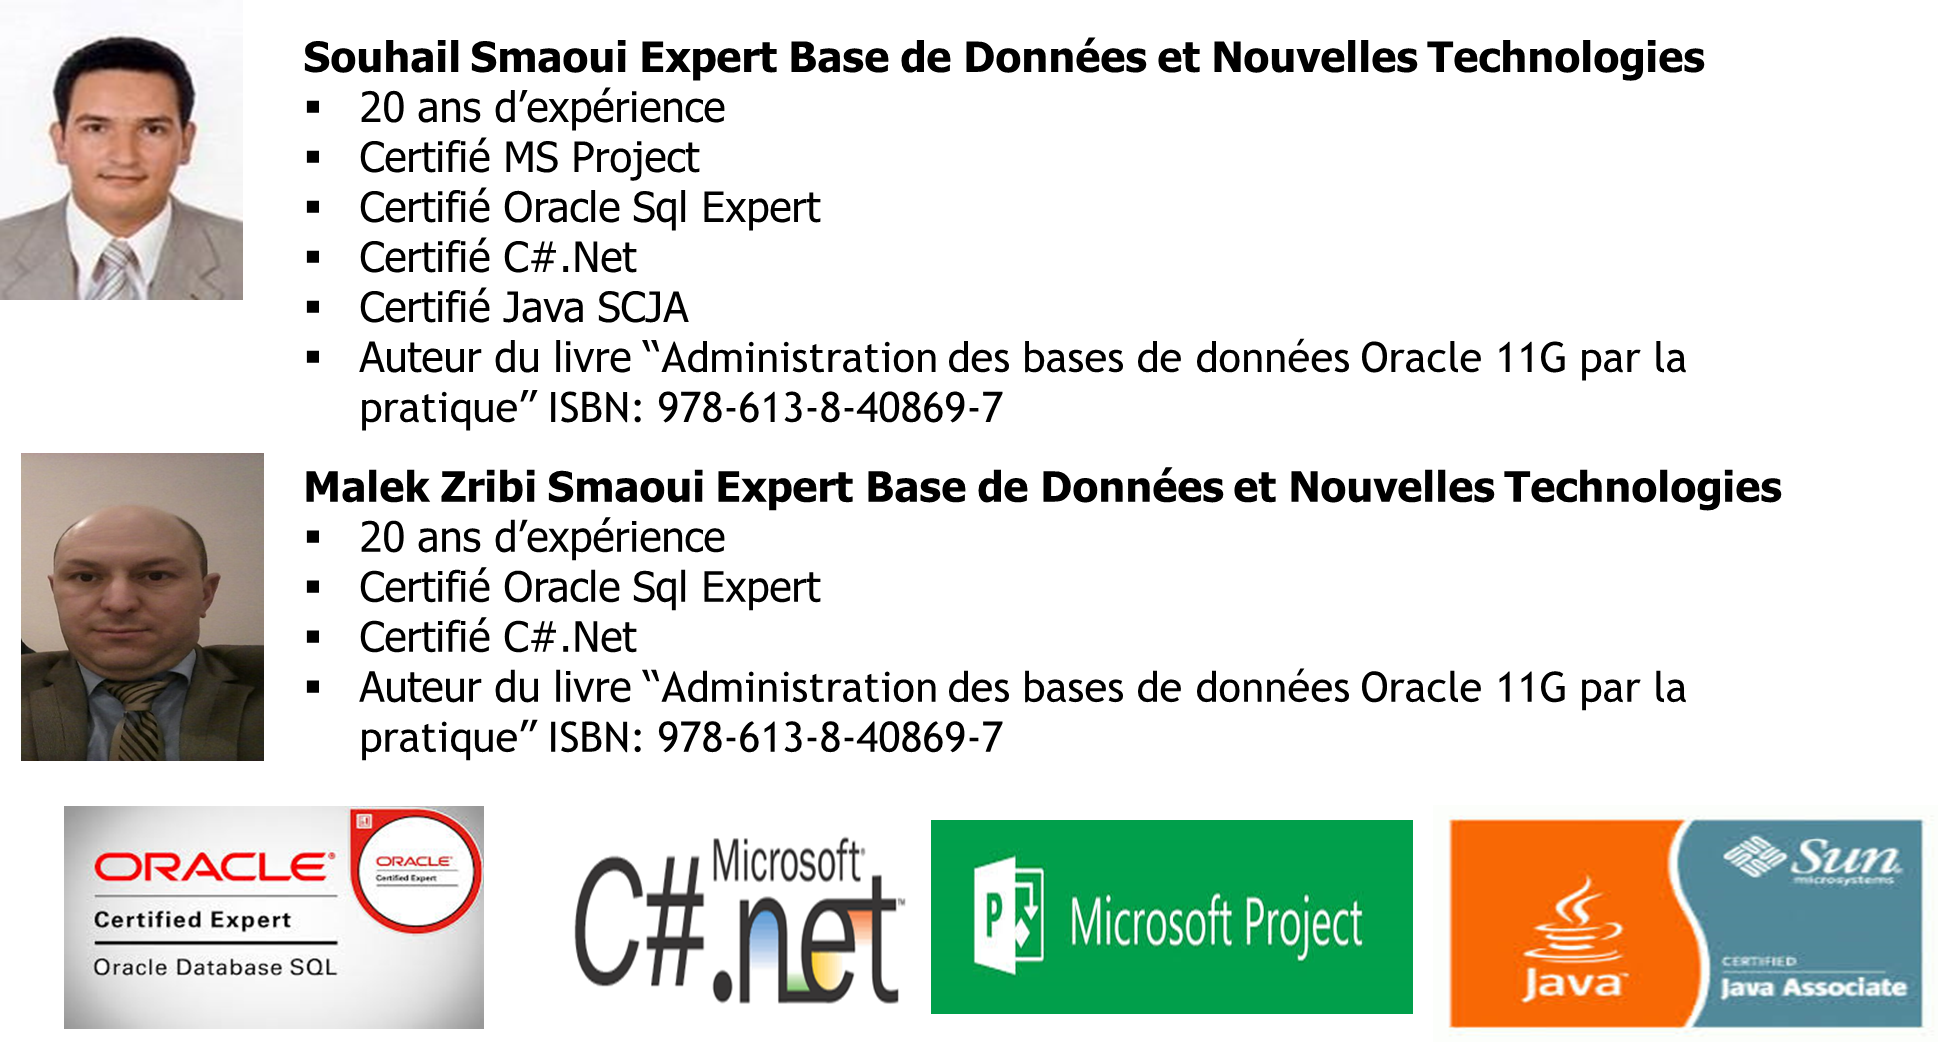 Souhail Smaoui Expert Base de Données et Nouvelles Technologies
▪ 20 ans d’expérience
▪ Certifié MS Project
▪ Certifié Oracle Sql Expert
▪ Certifié C#.Net
▪ Certifié Java SCJA
▪ Auteur du livre “Administration des bases de données Oracle 11G par la
pratique” ISBN: 978-613-8-40869-7
Malek Zribi Smaoui Expert Base de Données et Nouvelles Technologies
▪ 20 ans d’expérience
▪ Certifié Oracle Sql Expert
▪ Certifié C#.Net
▪ Auteur du livre “Administration des bases de données Oracle 11G par la
pratique” ISBN: 978-613-8-40869-7
ORACLE®
Certified Expert
Oracle Database SQL
ORACLE®
Certified Expert
Microsoft®
C#.net™
Microsoft Project
Java™
Sun
microsystems
CERTIFIED
Java Associate